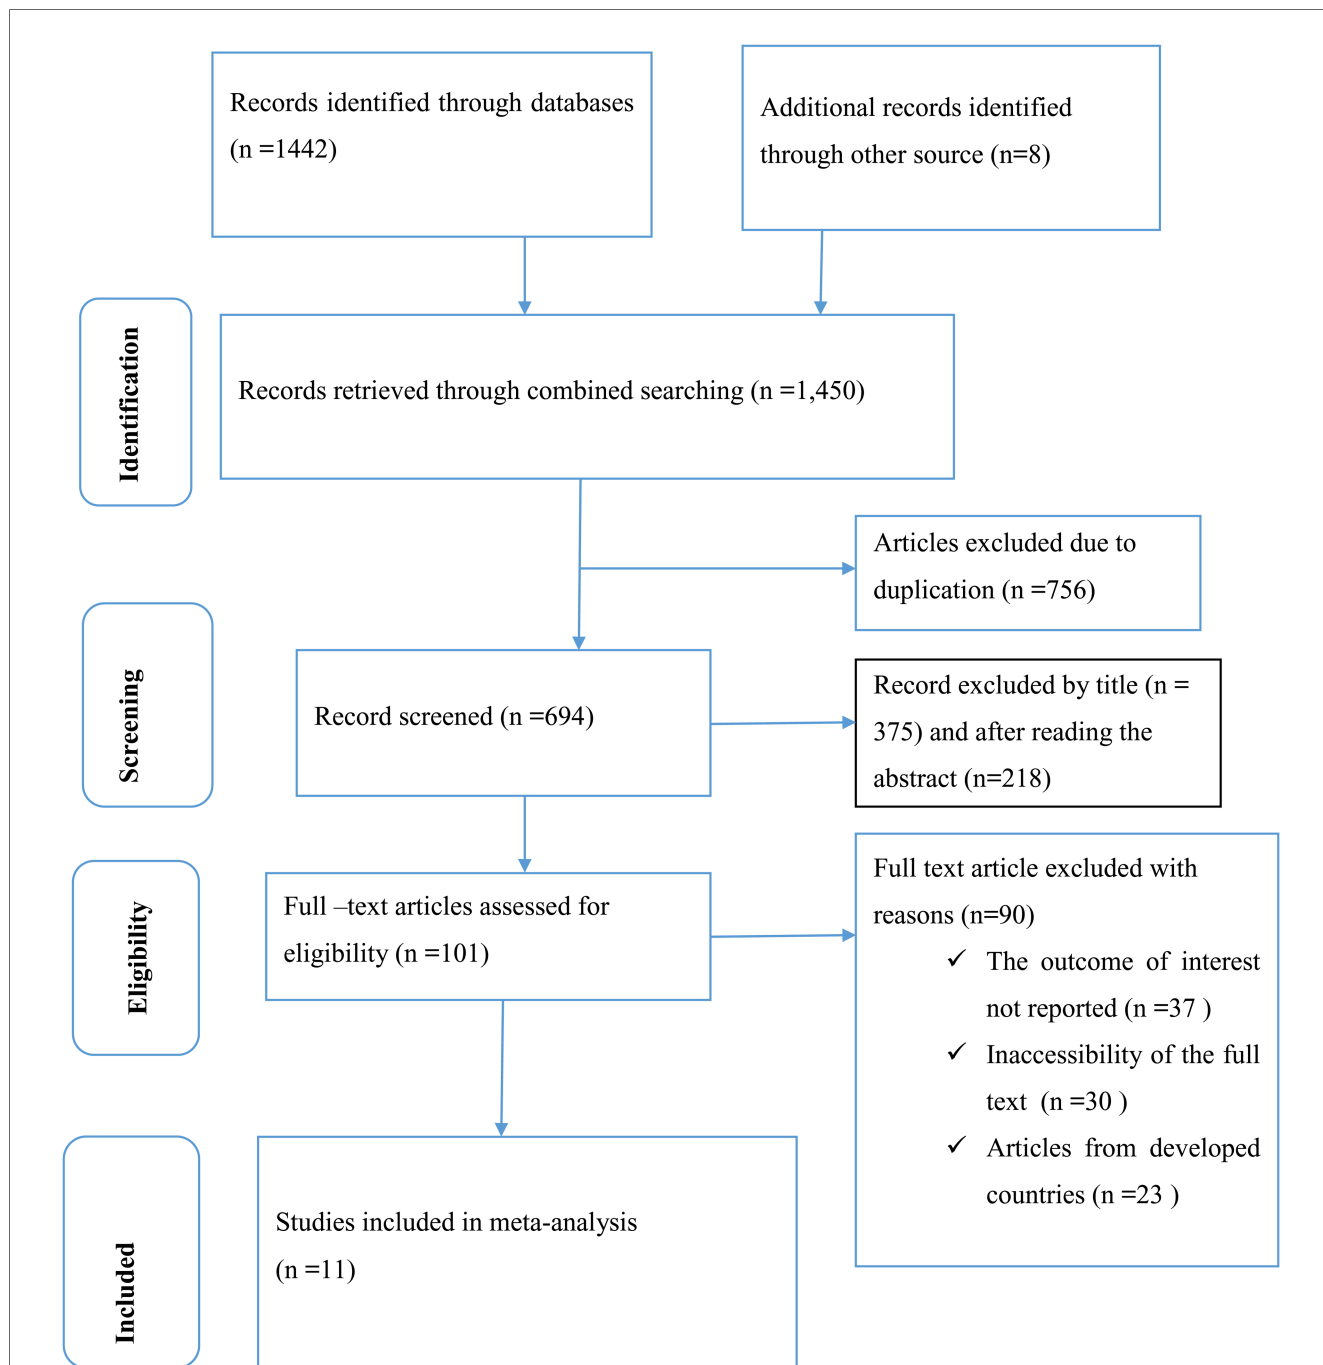 Records identified through databases
(n =1442)
Additional records identified
through other source (n=8)
Identification
Records retrieved through combined searching (n =1,450)
Articles excluded due to
duplication (n =756)
Screening
Record screened (n =694)
Record excluded by title (n =
375) and after reading the
abstract (n=218)
Eligibility
Full –text articles assessed for
eligibility (n =101)
Full text article excluded with
reasons (n=90)
✓ The outcome of interest
not reported (n =37 )
✓ Inaccessibility of the full
text  (n =30 )
✓ Articles from developed
countries (n =23 )
Included
Studies included in meta-analysis
(n =11)